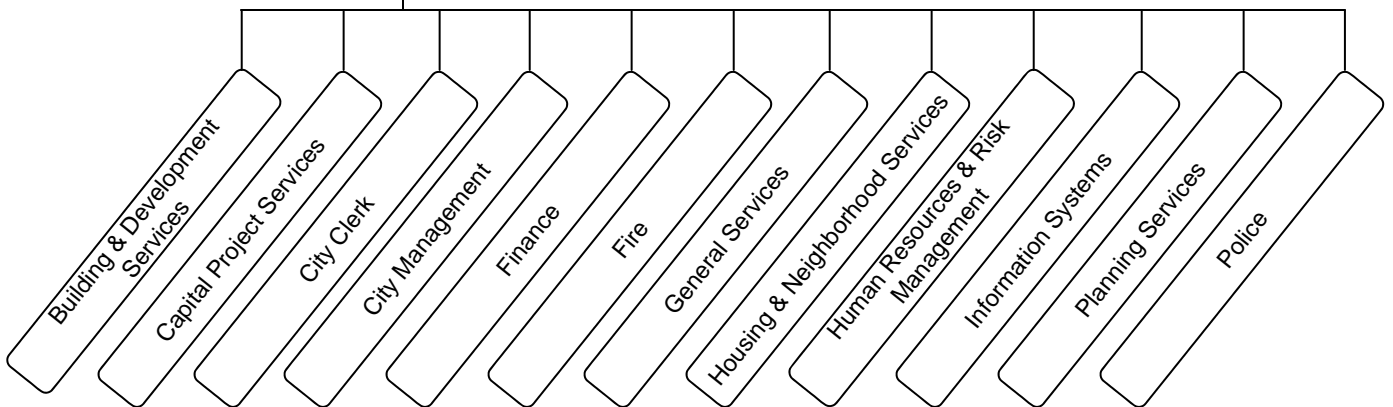 Building & Development
Services
Capital Project Services
City Clerk
City Management
Finance
Fire
General Services
Housing & Neighborhood Services
Human Resources & Risk
Management
Information Systems
Planning Services
Police